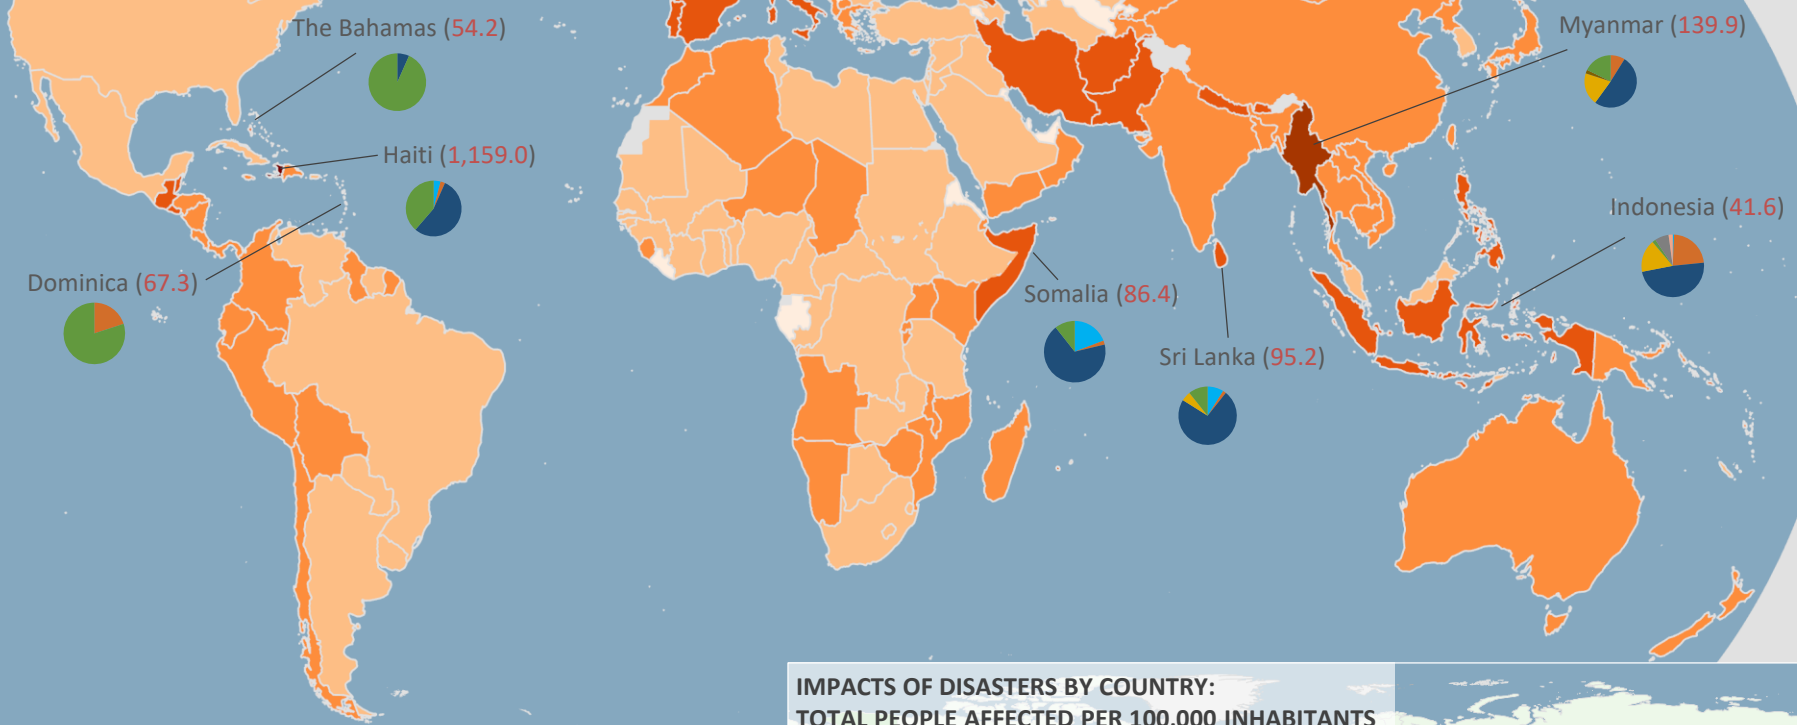 The Bahamas (54.2)
Myanmar (139.9)
Haiti (1,159.0)
Indonesia (41.6)
Dominica (67.3)
Somalia (86.4)
Sri Lanka (95.2)
IMPACTS OF DISASTERS BY COUNTRY:
TOTAL PEOPLE AFFECTED PER 100,000 INHABITANTS